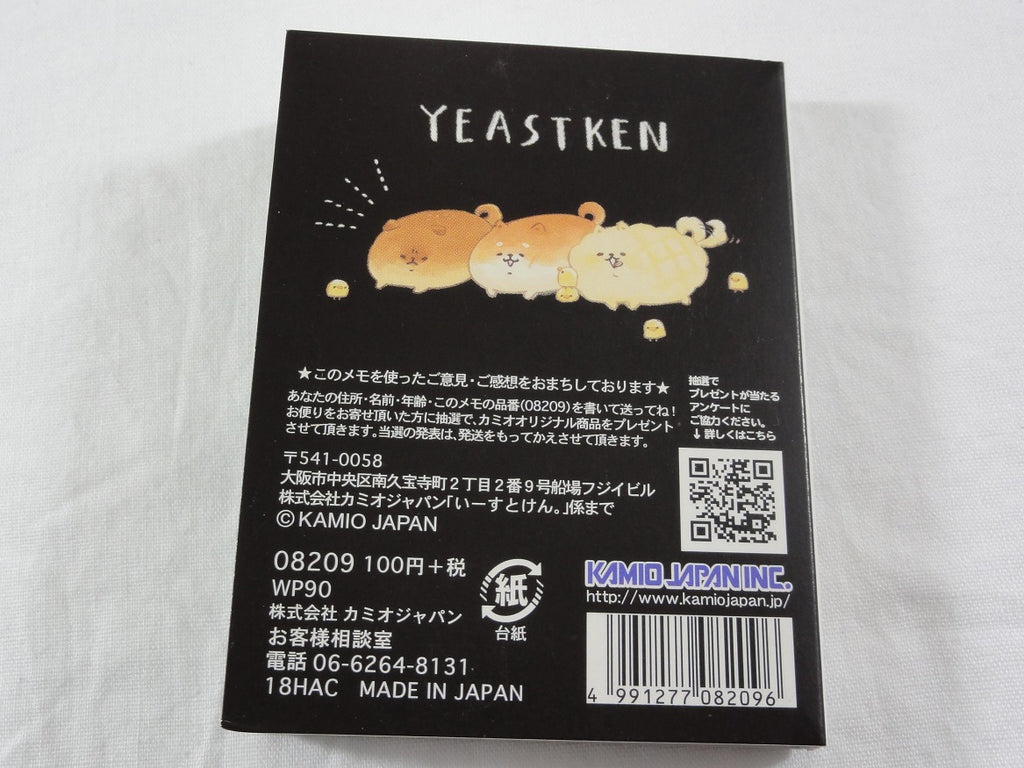 YEASTKEN
★このメモを使ったご意見・ご感想をおまちしております★
あなたの住所・名前・年齢・このメモの品番(08209)を書いて送ってね!
お便りをお寄せ頂いた方に抽選で、カミオオリジナル商品をプレゼント
させて頂きます。当選の発表は、発送をもってかえさせて頂きます。
〒541-0058
大阪市中央区南久宝寺町2丁目2番9号船場フジイビル
株式会社カミオジャパン「いーすとけん。」係まで
©KAMIO JAPAN
抽選で
プレゼントが当たる
アンケートに
ご協力ください。
↓詳しくはこちら
08209 100円+税
WP90
株式会社 カミオジャパン
お客様相談室
電話 06-6264-8131
18HAC MADE IN JAPAN
紙
台紙
KAMIO JAPAN INC.
http://www.kamiojapan.jp/
4 991277 082096